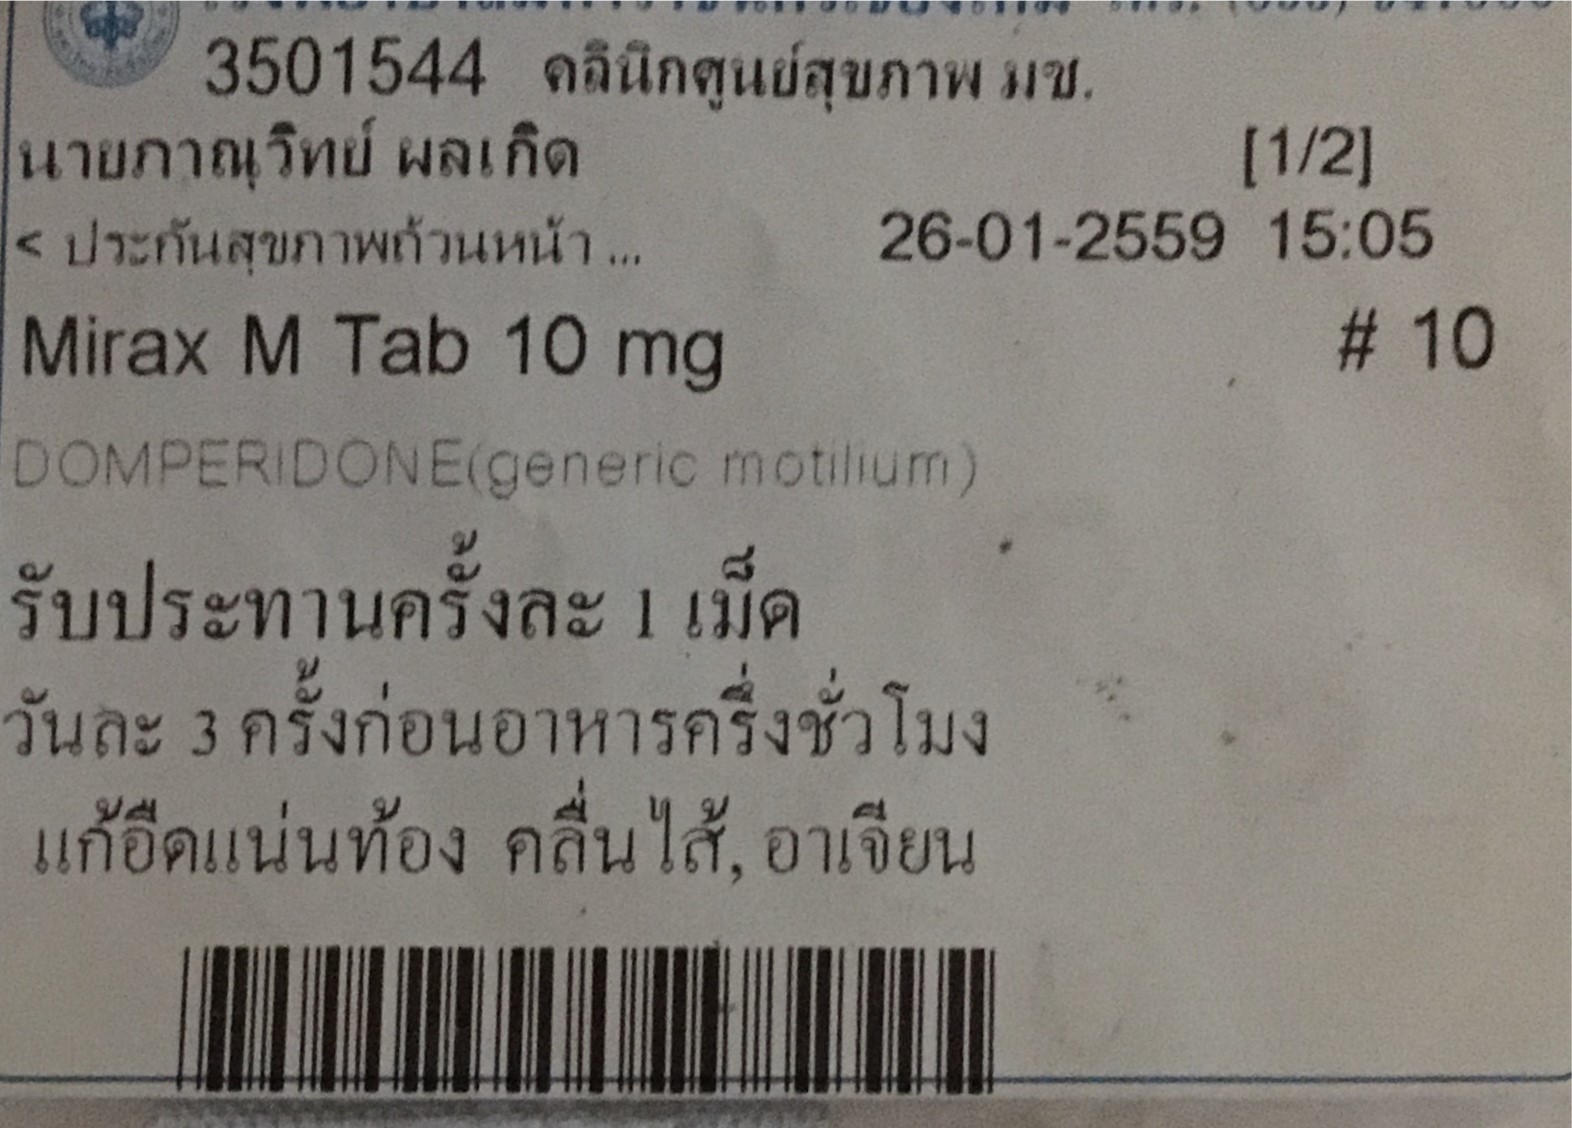 3501544 คลินิกศูนย์สุขภาพ มช.
นายภาณุวิทย์ ผลเกิด [1/2]
< ประกันสุขภาพถ้วนหน้า ... 26-01-2559 15:05
Mirax M Tab 10 mg # 10
DOMPERIDONE(generic motilium)
รับประทานครั้งละ 1 เม็ด
วันละ 3 ครั้งก่อนอาหารครึ่งชั่วโมง
แก้อืดแน่นท้อง คลื่นไส้, อาเจียน